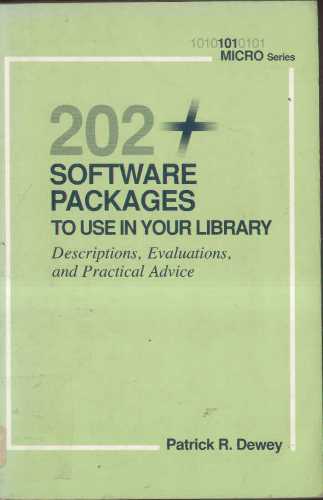 1010101010101
MICRO Series
202+
SOFTWARE
PACKAGES
TO USE IN YOUR LIBRARY
Descriptions, Evaluations,
and Practical Advice
Patrick R. Dewey